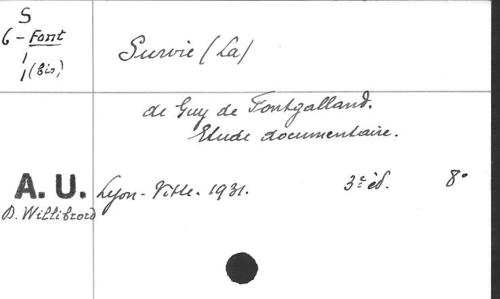 S
6 - Font
1
1 (bis)
Survie (La)
de Guy de Fontgalland.
Etude documentaire.
A. U.
D. Willibrord
Lyon - Vitte. 1931. 3e éd. 8°